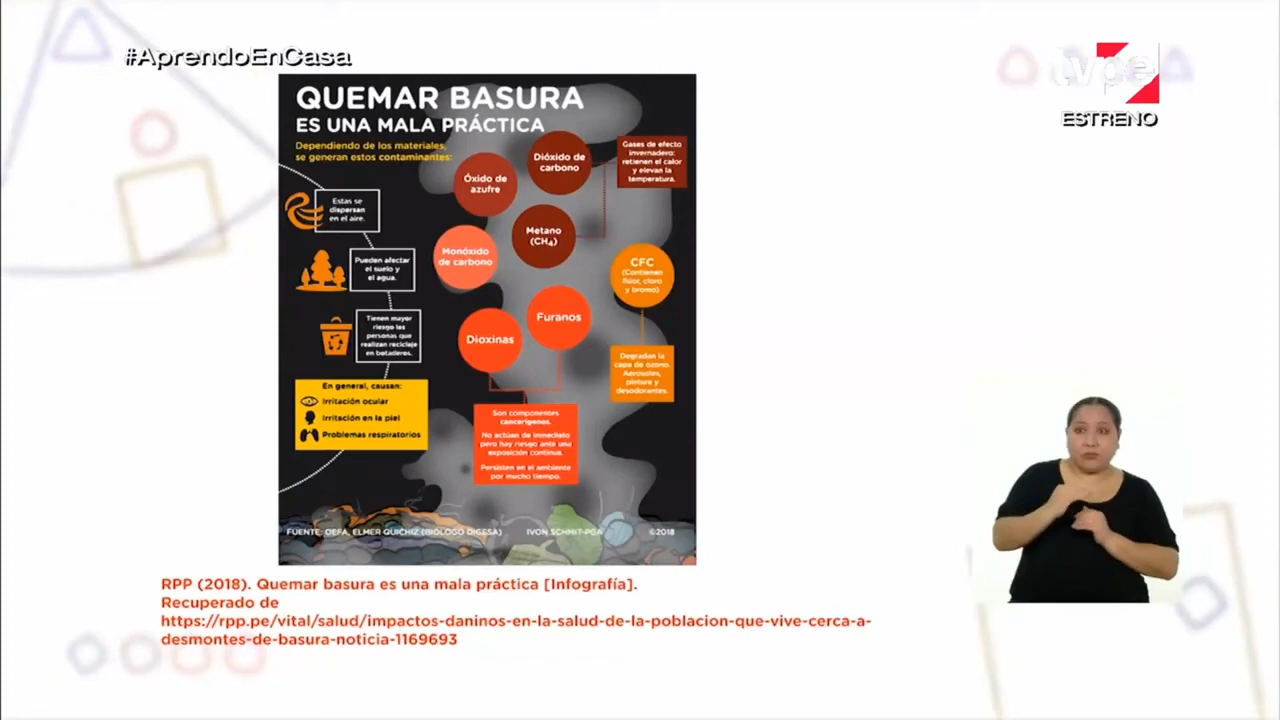 #AprendoEnCasa
tvpe
ESTRENO
QUEMAR BASURA
ES UNA MALA PRÁCTICA
Dependiendo de los materiales,
se generan estos contaminantes:
Óxido de
azufre
Dióxido de
carbono
Gases de efecto
invernadero:
retienen el calor
y elevan la
temperatura.
Estas se
dispersan
en el aire.
Metano
(CH4)
Monóxido
de carbono
Pueden afectar
el suelo y
el agua.
CFC
(Contienen
flúor, cloro
y bromo)
Furanos
Dioxinas
Tienen mayor
riesgo las
personas que
realizan reciclaje
en botaderos.
Degradan la
capa de ozono.
Aerosoles,
pintura y
desodorantes.
En general, causan:
Irritación ocular
Irritación en la piel
Problemas respiratorios
Son componentes
cancerígenos.
No actúan de inmediato
pero hay riesgo ante una
exposición continua.
Persisten en el ambiente
por mucho tiempo.
FUENTE: OEFA, ELMER QUICHIZ (BIÓLOGO DIGESA) IVON SCHMIT-PGA ©2018
RPP (2018). Quemar basura es una mala práctica [Infografía].
Recuperado de
https://rpp.pe/vital/salud/impactos-daninos-en-la-salud-de-la-poblacion-que-vive-cerca-a-
desmontes-de-basura-noticia-1169693